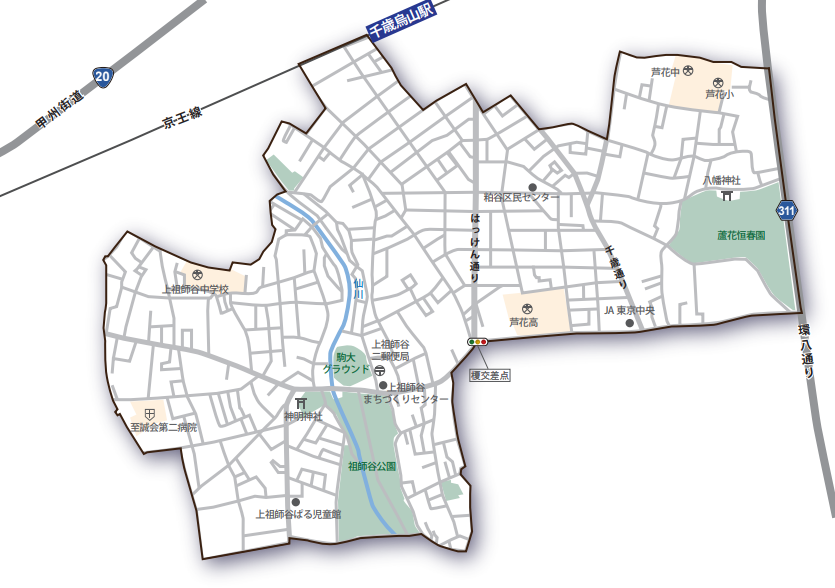 千歳烏山駅
20
甲州街道
京王線
芦花中
芦花小
八幡神社
311
粕谷区民センター
蘆花恒春園
はっけん通り
千歳通り
上祖師谷中学校
仙川
芦花高
JA 東京中央
環八通り
駒大
グラウンド
上祖師谷
二郵便局
榎交差点
上祖師谷
まちづくりセンター
神明神社
至誠会第二病院
祖師谷公園
上祖師谷ぱる児童館